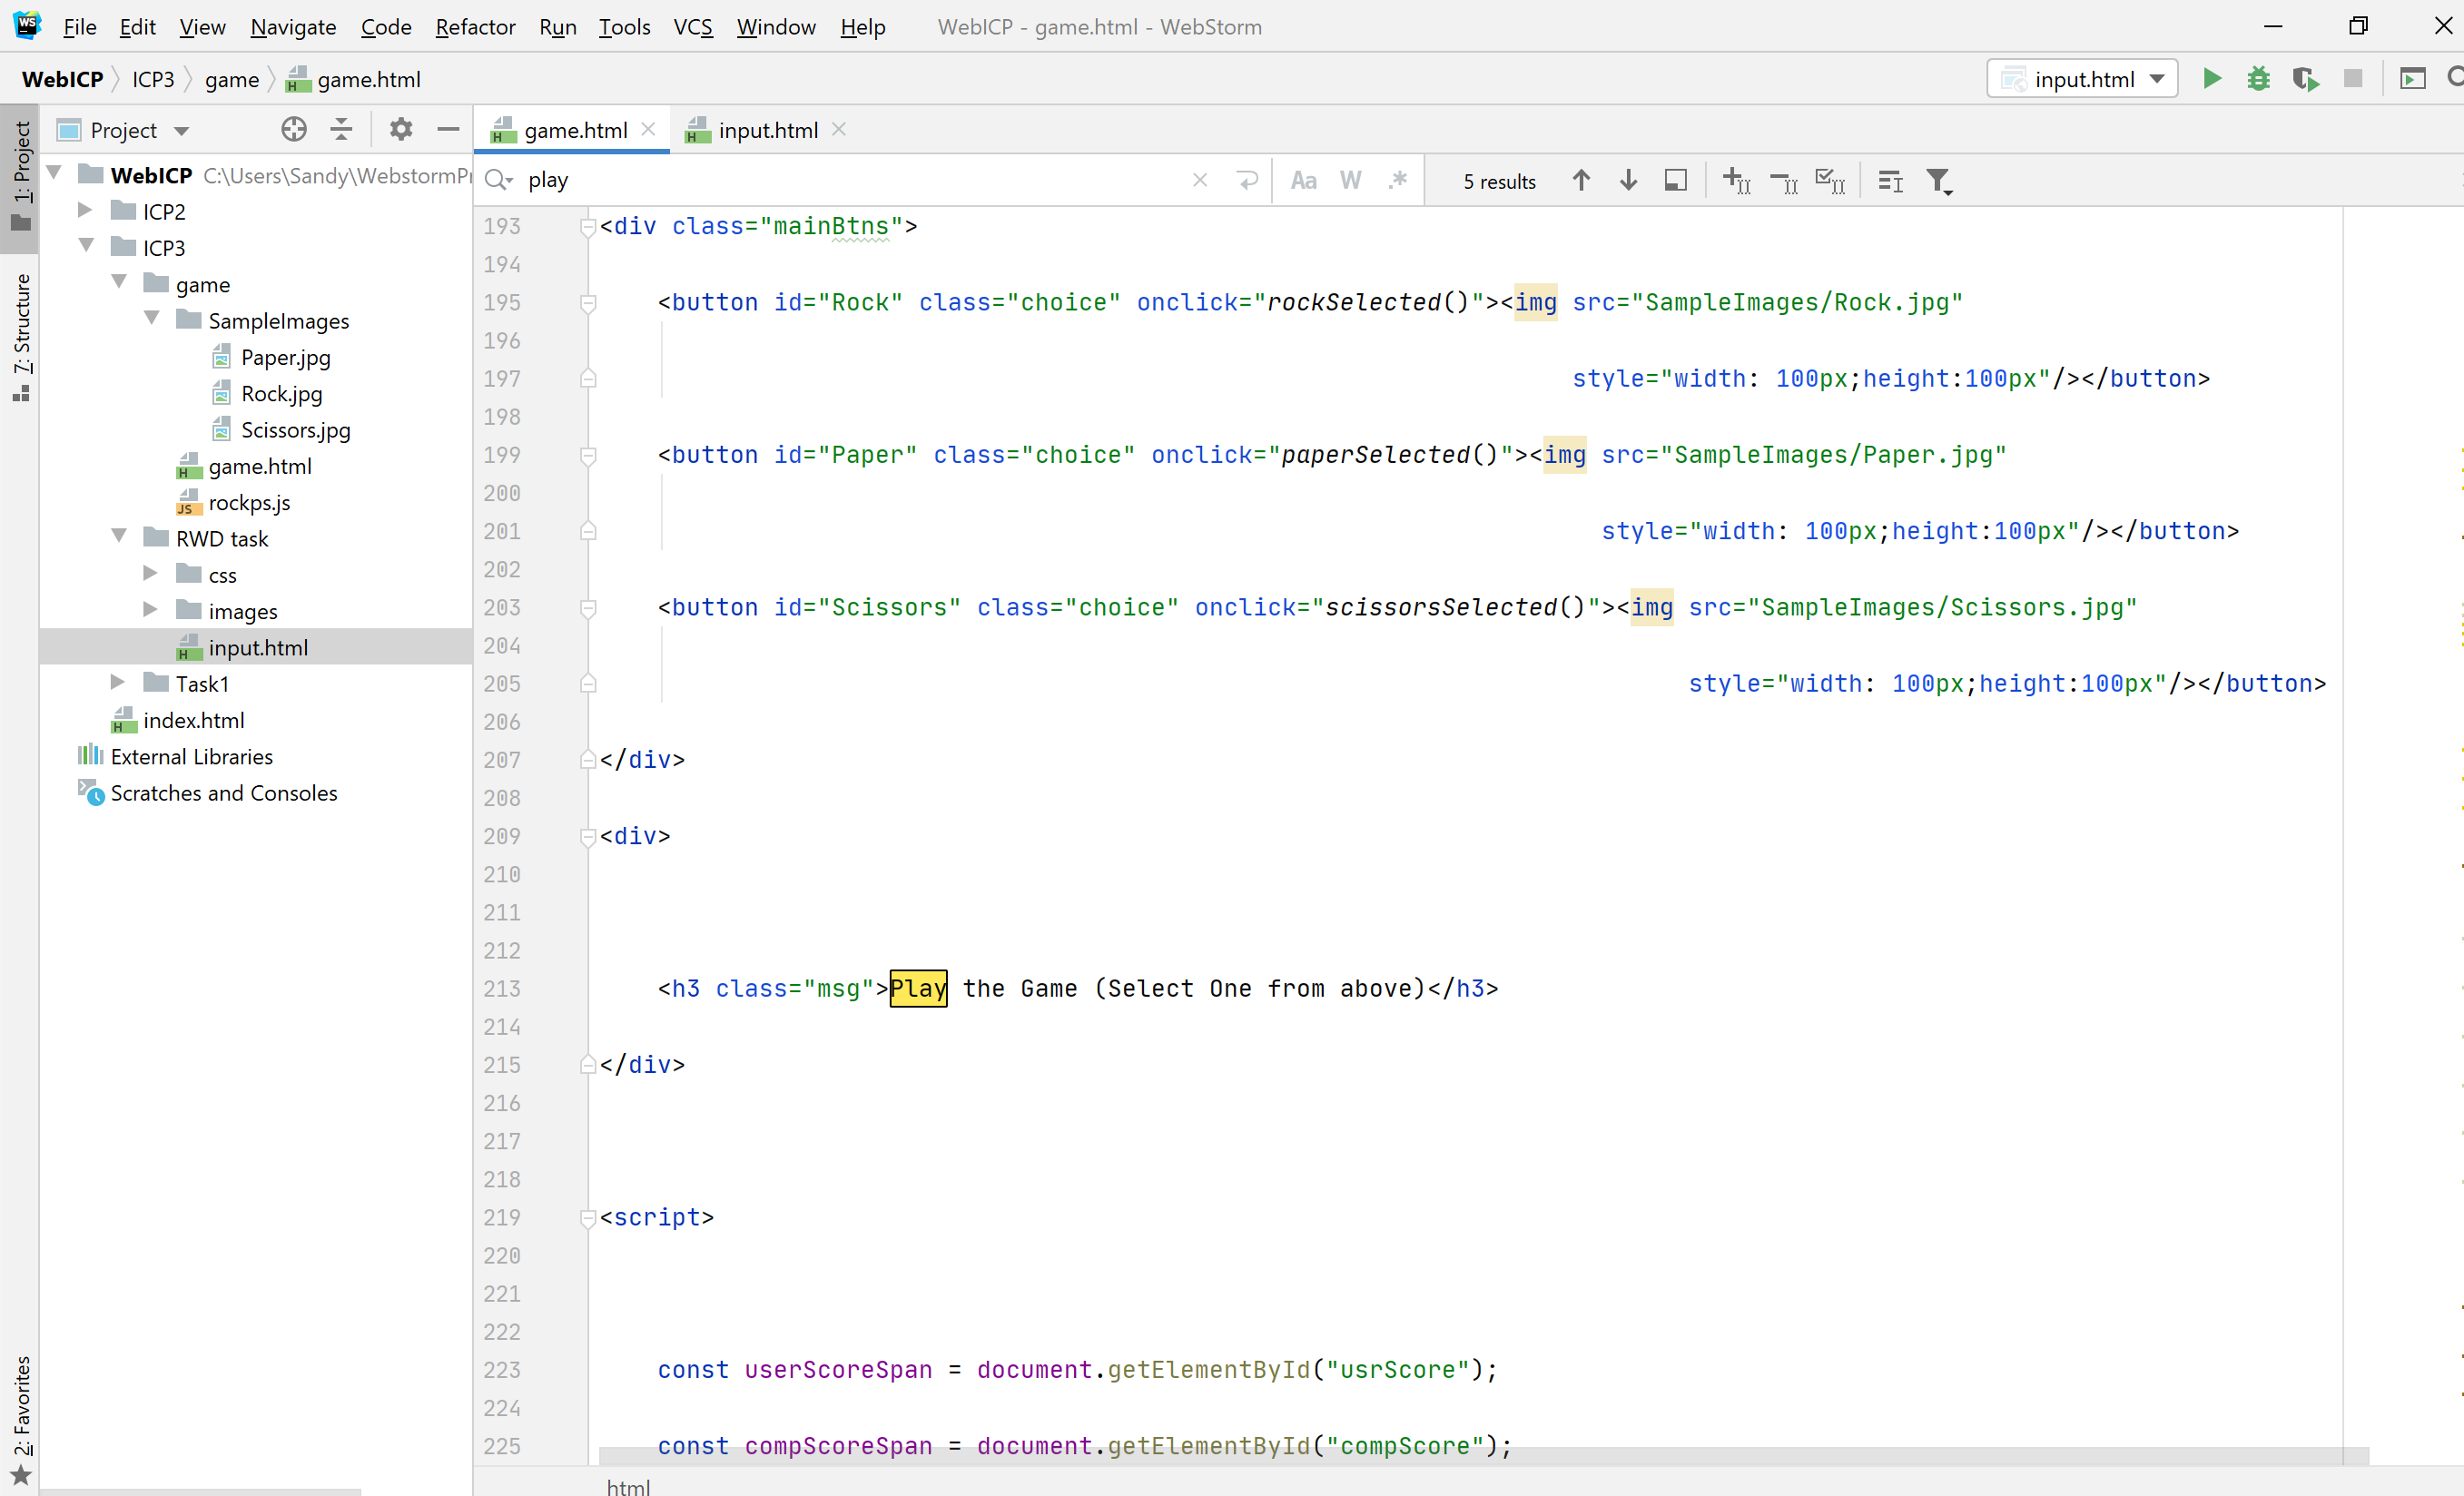 WS File Edit View Navigate Code Refactor Run Tools VCS Window Help WebICP - game.html - WebStorm
WebICP ICP3 game game.html input.html
1: Project
7: Structure
2: Favorites
Project
WebICP C:\Users\Sandy\WebstormPr
ICP2
ICP3
game
SampleImages
Paper.jpg
Rock.jpg
Scissors.jpg
game.html
rockps.js
RWD task
css
images
input.html
Task1
index.html
External Libraries
Scratches and Consoles
game.html input.html
play Aa W .* 5 results
193 <div class="mainBtns">
194
195 <button id="Rock" class="choice" onclick="rockSelected()"><img src="SampleImages/Rock.jpg"
196
197 style="width: 100px;height:100px"/></button>
198
199 <button id="Paper" class="choice" onclick="paperSelected()"><img src="SampleImages/Paper.jpg"
200
201 style="width: 100px;height:100px"/></button>
202
203 <button id="Scissors" class="choice" onclick="scissorsSelected()"><img src="SampleImages/Scissors.jpg"
204
205 style="width: 100px;height:100px"/></button>
206
207 </div>
208
209 <div>
210
211
212
213 <h3 class="msg">Play the Game (Select One from above)</h3>
214
215 </div>
216
217
218
219 <script>
220
221
222
223 const userScoreSpan = document.getElementById("usrScore");
224
225 const compScoreSpan = document.getElementById("compScore");
html